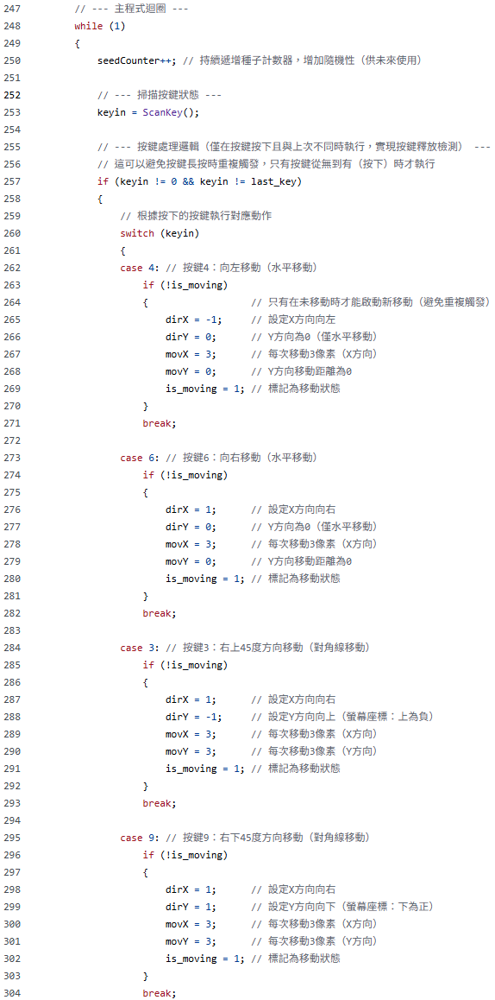 247 // --- 主程式迴圈 ---
248 while (1)
249 {
250 seedCounter++; // 持續遞增種子計數器，增加隨機性（供未來使用）
251
252 // --- 掃描按鍵狀態 ---
253 keyin = ScanKey();
254
255 // --- 按鍵處理邏輯（僅在按鍵按下且與上次不同時執行，實現按鍵釋放檢測） ---
256 // 這可以避免按鍵長按時重複觸發，只有按鍵從無到有（按下）時才執行
257 if (keyin != 0 && keyin != last_key)
258 {
259 // 根據按下的按鍵執行對應動作
260 switch (keyin)
261 {
262 case 4: // 按鍵4：向左移動（水平移動）
263 if (!is_moving)
264 { // 只有在未移動時才能啟動新移動（避免重複觸發）
265 dirX = -1; // 設定X方向向左
266 dirY = 0; // Y方向為0（僅水平移動）
267 movX = 3; // 每次移動3像素（X方向）
268 movY = 0; // Y方向移動距離為0
269 is_moving = 1; // 標記為移動狀態
270 }
271 break;
272
273 case 6: // 按鍵6：向右移動（水平移動）
274 if (!is_moving)
275 {
276 dirX = 1; // 設定X方向向右
277 dirY = 0; // Y方向為0（僅水平移動）
278 movX = 3; // 每次移動3像素（X方向）
279 movY = 0; // Y方向移動距離為0
280 is_moving = 1; // 標記為移動狀態
281 }
282 break;
283
284 case 3: // 按鍵3：右上45度方向移動（對角線移動）
285 if (!is_moving)
286 {
287 dirX = 1; // 設定X方向向右
288 dirY = -1; // 設定Y方向向上（螢幕座標：上為負）
289 movX = 3; // 每次移動3像素（X方向）
290 movY = 3; // 每次移動3像素（Y方向）
291 is_moving = 1; // 標記為移動狀態
292 }
293 break;
294
295 case 9: // 按鍵9：右下45度方向移動（對角線移動）
296 if (!is_moving)
297 {
298 dirX = 1; // 設定X方向向右
299 dirY = 1; // 設定Y方向向下（螢幕座標：下為正）
300 movX = 3; // 每次移動3像素（X方向）
301 movY = 3; // 每次移動3像素（Y方向）
302 is_moving = 1; // 標記為移動狀態
303 }
304 break;